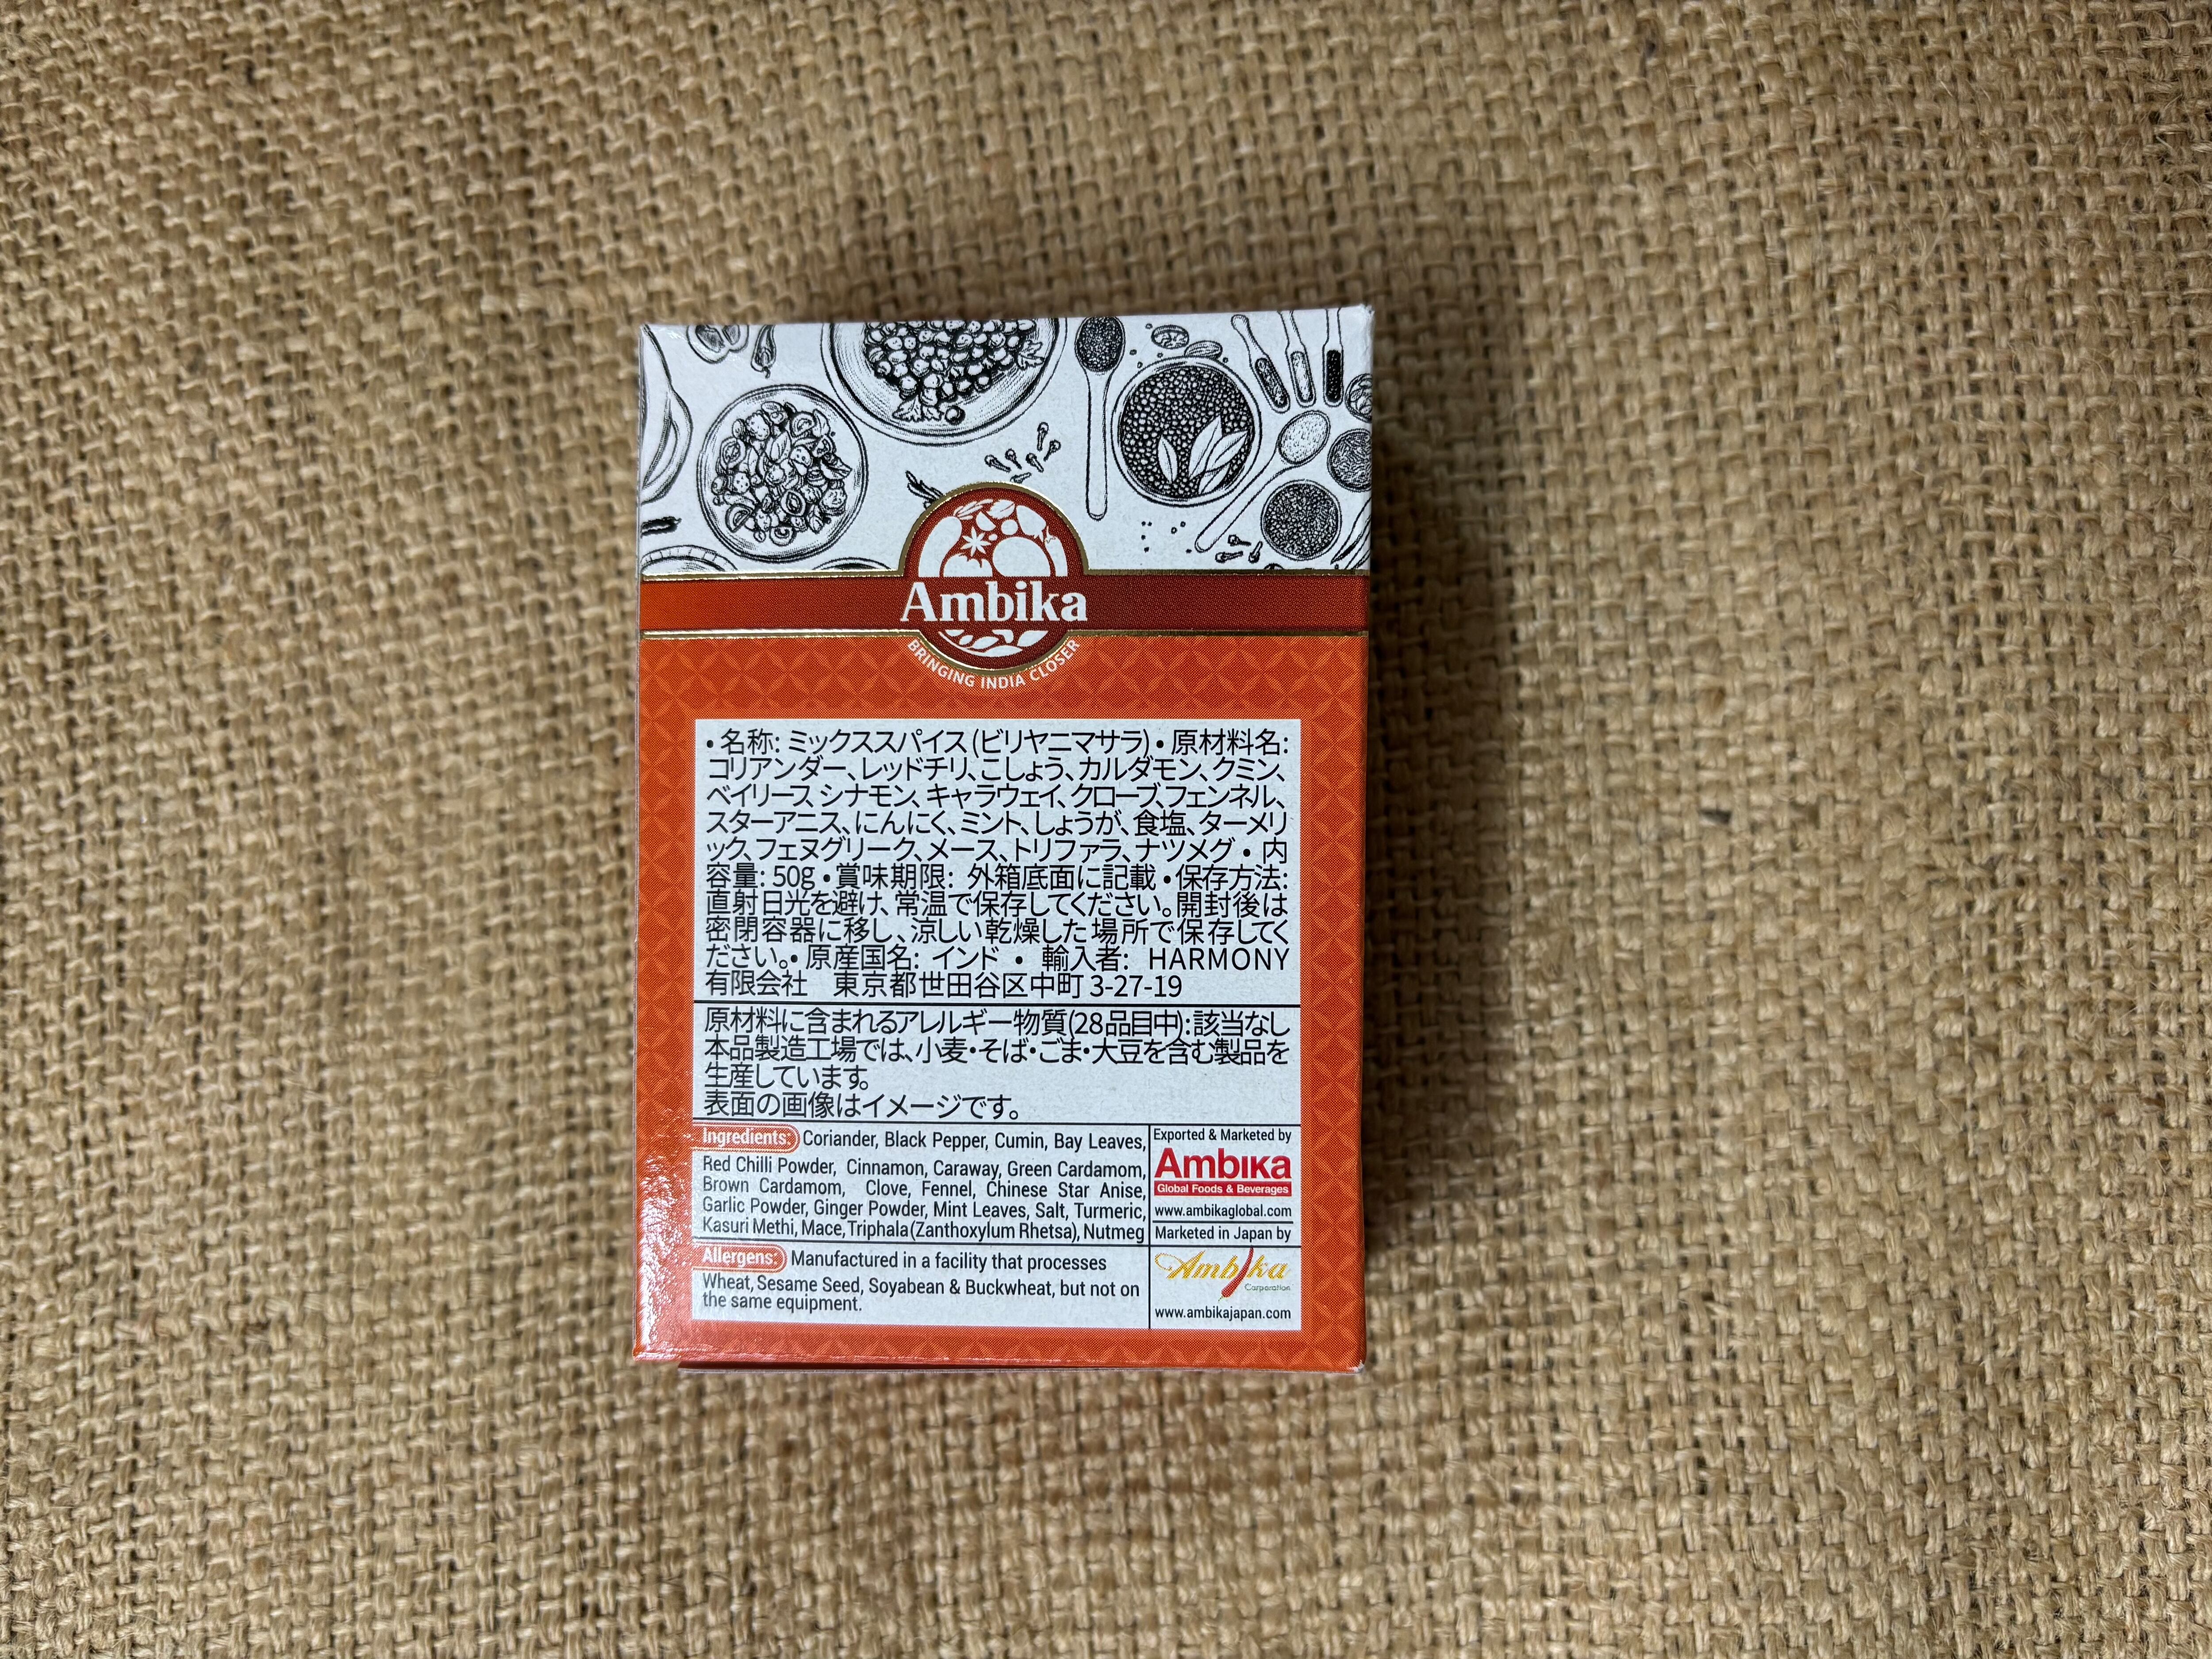 Ambika
BRINGING INDIA CLOSER
• 名称: ミックススパイス(ビリヤニマサラ) • 原材料名:
コリアンダー、レッドチリ、こしょう、カルダモン、クミン、
ベイリーフ、シナモン、キャラウェイ、クローブ、フェンネル、
スターアニス、にんにく、ミント、しょうが、食塩、ターメリ
ック、フェヌグリーク、メース、トリファラ、ナツメグ • 内
容量: 50g • 賞味期限: 外箱底面に記載 • 保存方法:
直射日光を避け、常温で保存してください。開封後は
密閉容器に移し、涼しい乾燥した場所で保存してく
ださい。• 原産国名: インド • 輸入者: HARMONY
有限会社 東京都世田谷区中町 3-27-19
原材料に含まれるアレルギー物質(28品目中):該当なし
本品製造工場では、小麦・そば・ごま・大豆を含む製品を
生産しています。
表面の画像はイメージです。
Ingredients: Coriander, Black Pepper, Cumin, Bay Leaves,
Red Chilli Powder, Cinnamon, Caraway, Green Cardamom,
Brown Cardamom, Clove, Fennel, Chinese Star Anise,
Garlic Powder, Ginger Powder, Mint Leaves, Salt, Turmeric,
Kasuri Methi, Mace, Triphala (Zanthoxylum Rhetsa), Nutmeg
Allergens: Manufactured in a facility that processes
Wheat, Sesame Seed, Soyabean & Buckwheat, but not on
the same equipment.
Exported & Marketed by
Ambika
Global Foods & Beverages
www.ambikaglobal.com
Marketed in Japan by
Ambika
Corporation
www.ambikajapan.com